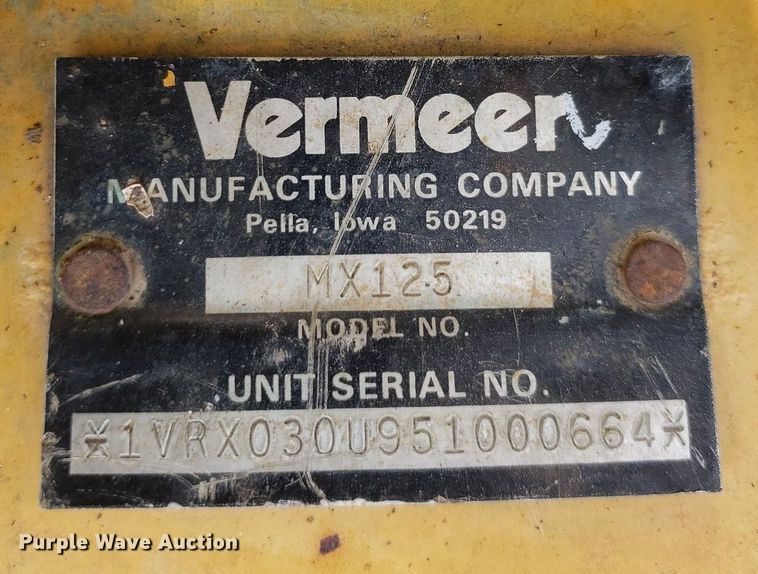 Vermeer
MANUFACTURING COMPANY
Pella, Iowa 50219
MX125
MODEL NO.
UNIT SERIAL NO.
*1VRX030U951000664*
Purple Wave Auction